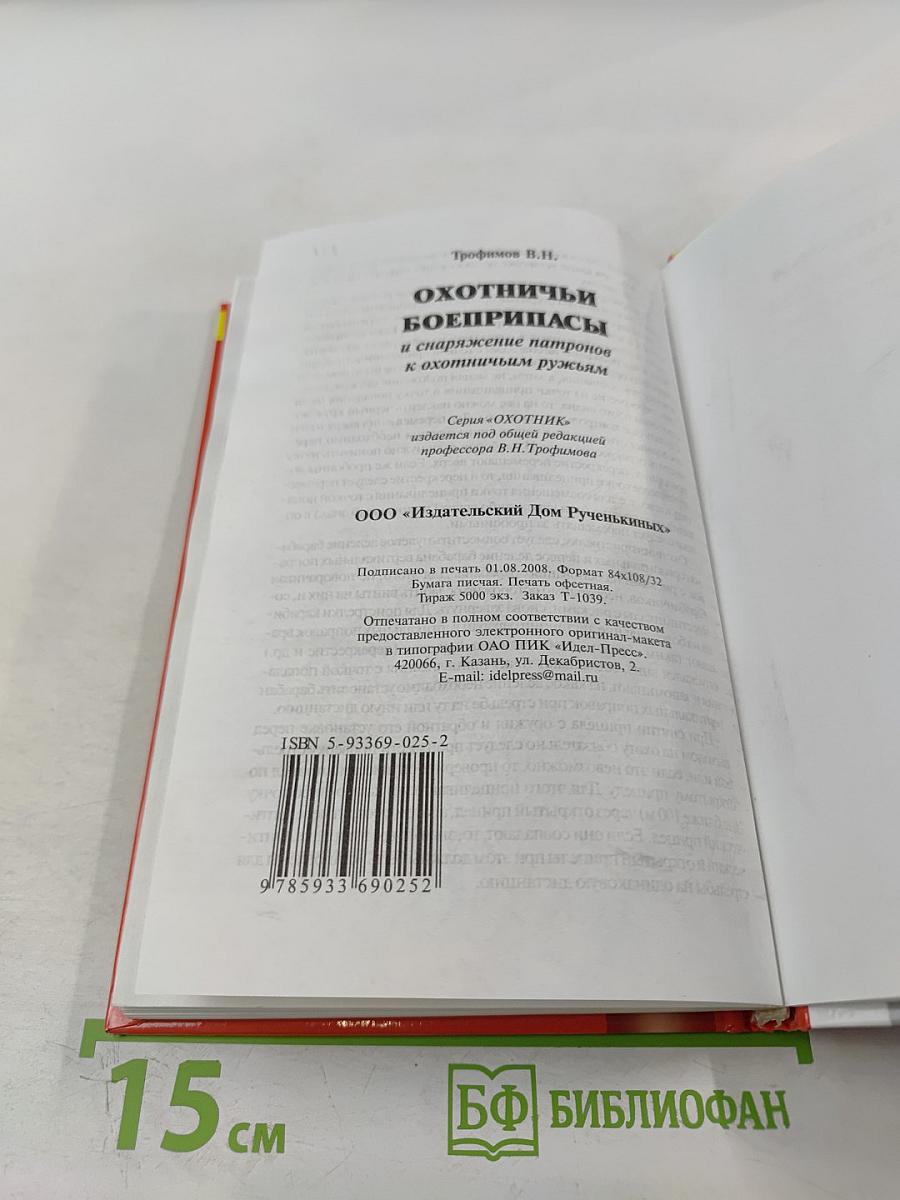 Трофимов В.Н.
ОХОТНИЧЬИ
БОЕПРИПАСЫ
и снаряжение патронов
к охотничьим ружьям
Серия «ОХОТНИК»
издается под общей редакцией
профессора В.Н.Трофимова
ООО «Издательский Дом Рученькиных»
Подписано в печать 01.08.2008. Формат 84х108/32
Бумага писчая. Печать офсетная.
Тираж 5000 экз. Заказ Т-1039.
Отпечатано в полном соответствии с качеством
предоставленного электронного оригинал-макета
в типографии ОАО ПИК «Идел-Пресс».
420066, г. Казань, ул. Декабристов, 2.
E-mail: idelpress@mail.ru
ISBN 5-93369-025-2
9 785933 690252
15 см
БФ БИБЛИОФАН